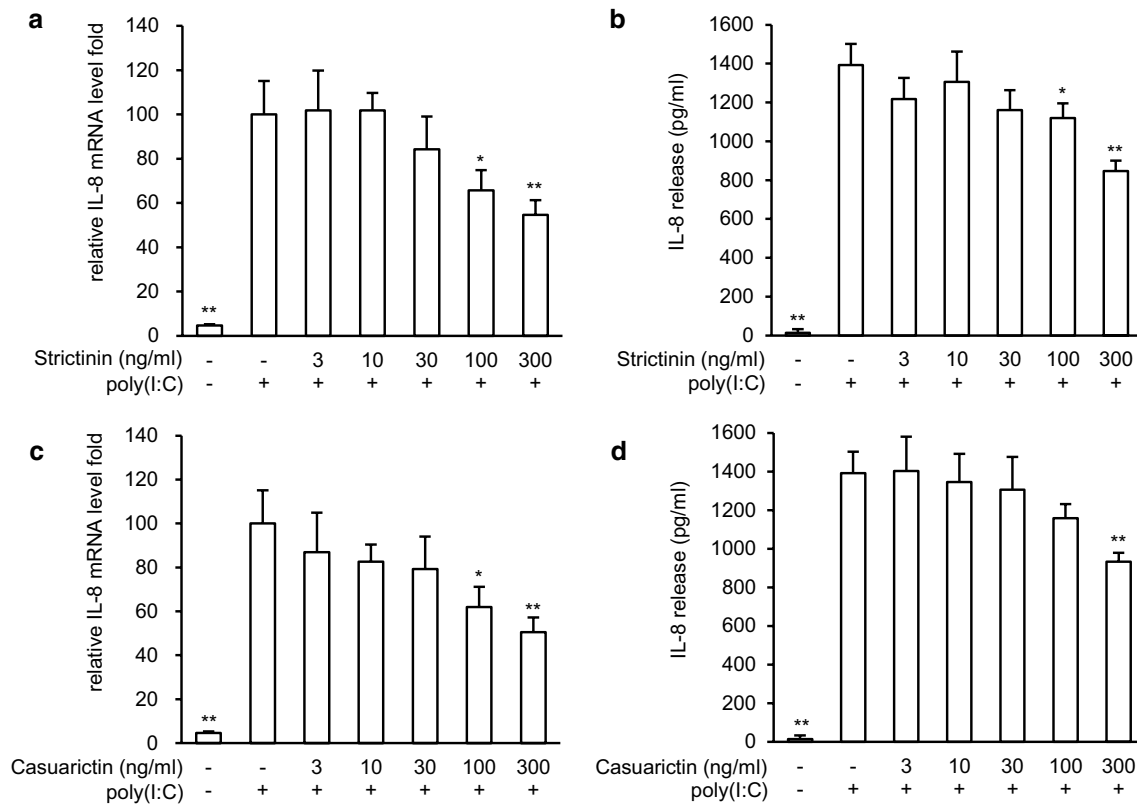 a
relative IL-8 mRNA level fold
140
120
100
80
60
40
20
0
**
*
**
Strictinin (ng/ml) - - 3 10 30 100 300
poly(I:C) - + + + + + +
b
IL-8 release (pg/ml)
1600
1400
1200
1000
800
600
400
200
0
**
*
**
Strictinin (ng/ml) - - 3 10 30 100 300
poly(I:C) - + + + + + +
c
relative IL-8 mRNA level fold
140
120
100
80
60
40
20
0
**
*
**
Casuarictin (ng/ml) - - 3 10 30 100 300
poly(I:C) - + + + + + +
d
IL-8 release (pg/ml)
1600
1400
1200
1000
800
600
400
200
0
**
**
Casuarictin (ng/ml) - - 3 10 30 100 300
poly(I:C) - + + + + + +